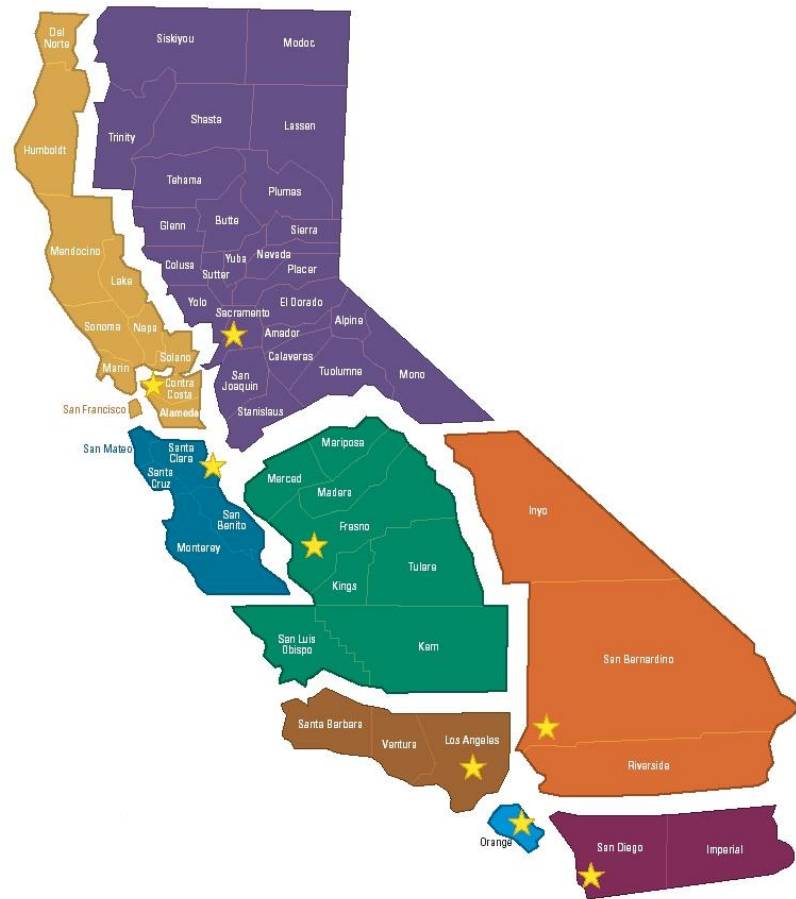 Del
Norte
Siskiyou
Modoc
Humboldt
Trinity
Shasta
Lassen
Tehama
Plumas
Mendocino
Glenn
Butte
Sierra
Lake
Colusa
Sutter
Yuba
Nevada
Placer
Sonoma
Napa
Yolo
Sacramento
El Dorado
Alpine
Marin
Solano
Amador
Calaveras
Contra
Costa
San
Joaquin
Tuolumne
Mono
San Francisco
Alameda
Stanislaus
San Mateo
Santa
Clara
Santa
Cruz
San
Benito
Monterey
Mariposa
Merced
Madera
Fresno
Kings
Tulare
Inyo
San Luis
Obispo
Kern
San Bernardino
Santa Barbara
Ventura
Los Angeles
Riverside
Orange
San Diego
Imperial